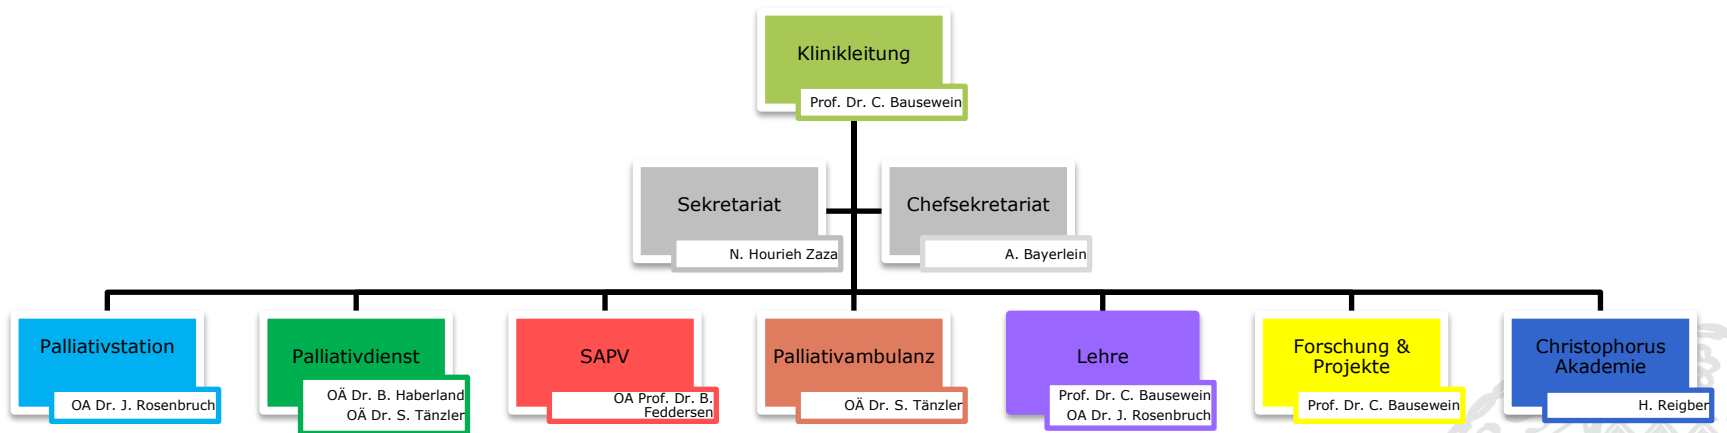 Klinikleitung
Prof. Dr. C. Bausewein
Sekretariat
N. Hourieh Zaza
Chefsekretariat
A. Bayerlein
Palliativstation
OA Dr. J. Rosenbruch
Palliativdienst
OÄ Dr. B. Haberland
OÄ Dr. S. Tänzler
SAPV
OA Prof. Dr. B.
Feddersen
Palliativambulanz
OÄ Dr. S. Tänzler
Lehre
Prof. Dr. C. Bausewein
OA Dr. J. Rosenbruch
Forschung &
Projekte
Prof. Dr. C. Bausewein
Christophorus
Akademie
H. Reigber